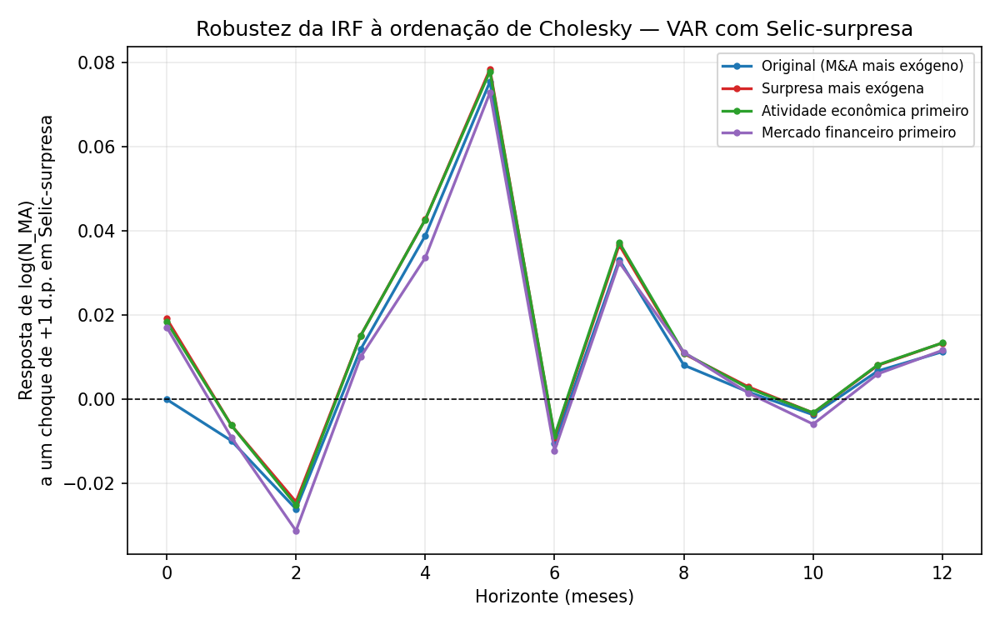 Robustez da IRF à ordenação de Cholesky — VAR com Selic-surpresa
Resposta de log(N_MA)
a um choque de +1 d.p. em Selic-surpresa
0.08
0.06
0.04
0.02
0.00
−0.02
Original (M&A mais exógeno)
Surpresa mais exógena
Atividade econômica primeiro
Mercado financeiro primeiro
0 2 4 6 8 10 12
Horizonte (meses)